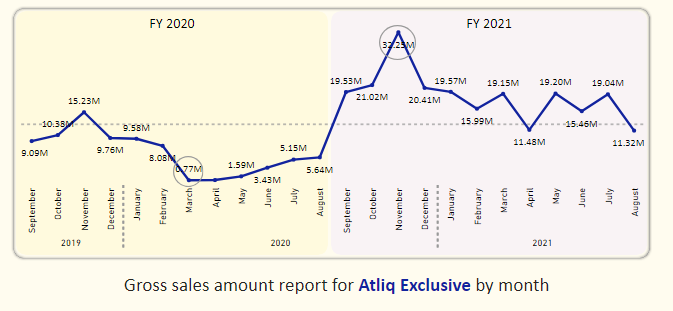 FY 2020
FY 2021
9.09M
10.38M
15.23M
9.76M
9.58M
8.08M
0.77M
1.59M
3.43M
5.15M
5.64M
19.53M
21.02M
32.25M
20.41M
19.57M
15.99M
19.15M
11.48M
19.20M
15.46M
19.04M
11.32M
September
October
November
December
January
February
March
April
May
June
July
August
September
October
November
December
January
February
March
April
May
June
July
August
2019
2020
2021
Gross sales amount report for Atliq Exclusive by month